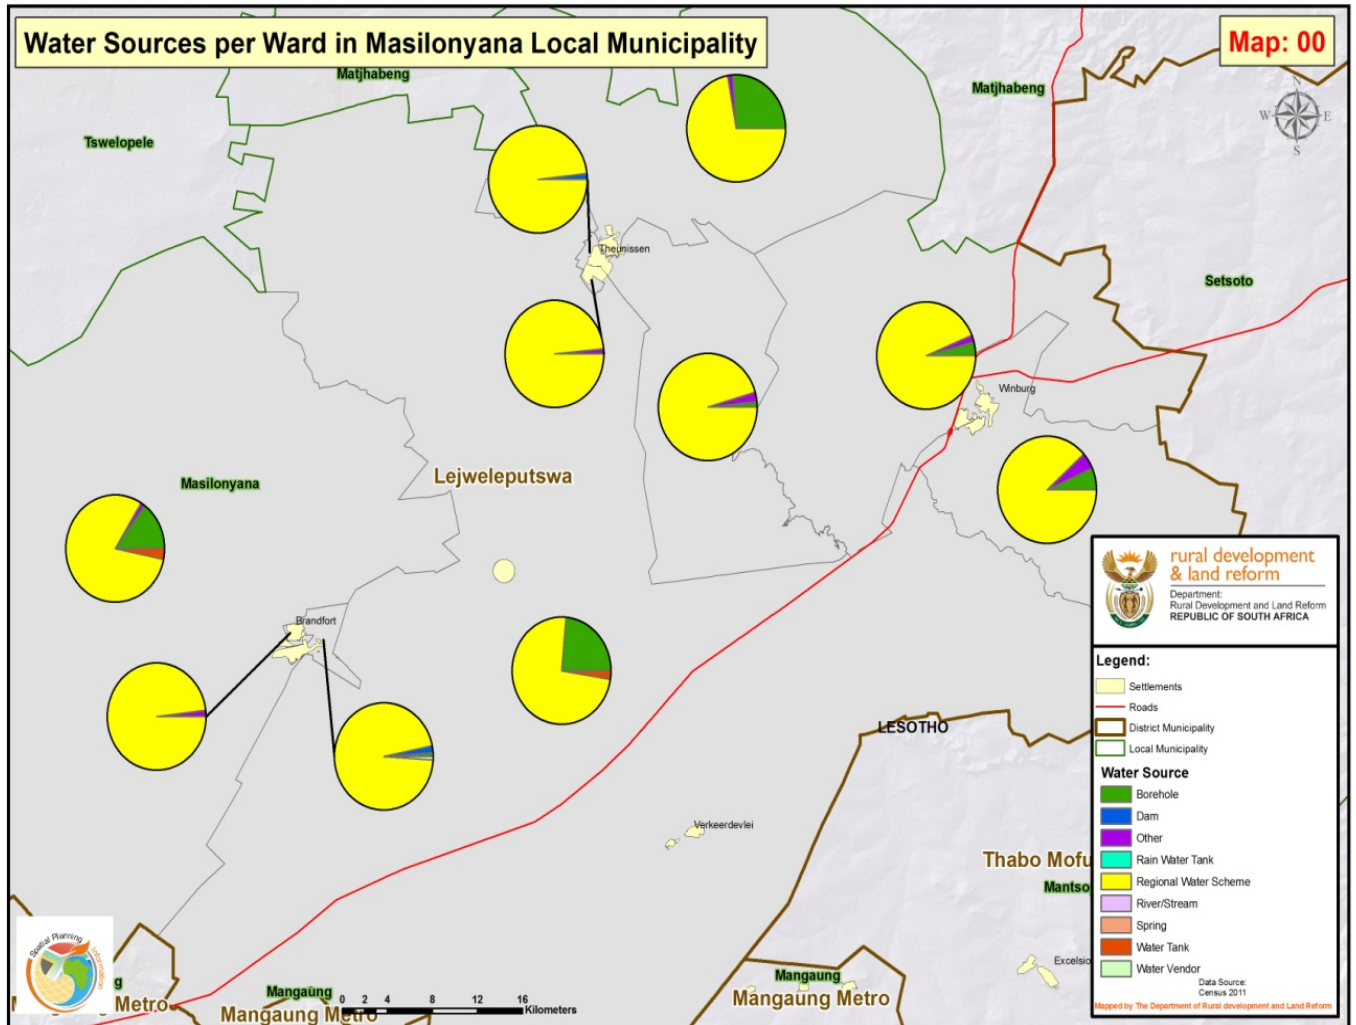 Water Sources per Ward in Masilonyana Local Municipality
Map: 00
Matjhabeng
Matjhabeng
Tswelopele
N
W
E
S
Theunissen
Setsoto
Winburg
Masilonyana
Lejweleputswa
Brandfort
rural development
& land reform
Department:
Rural Development and Land Reform
REPUBLIC OF SOUTH AFRICA
Legend:
Settlements
Roads
District Municipality
Local Municipality
Water Source
Borehole
Dam
Other
Rain Water Tank
Regional Water Scheme
River/Stream
Spring
Water Tank
Water Vendor
Data Source:
Census 2011
Mapped by The Department of Rural development and Land Reform
LESOTHO
Verkeerdevlei
Thabo Mofu
Mantso
Excelsio
Spatial Planning
Information
g
Metro
Mangaung
Mangaung Metro
0 2 4 8 12 16
Kilometers
Mangaung
Mangaung Metro